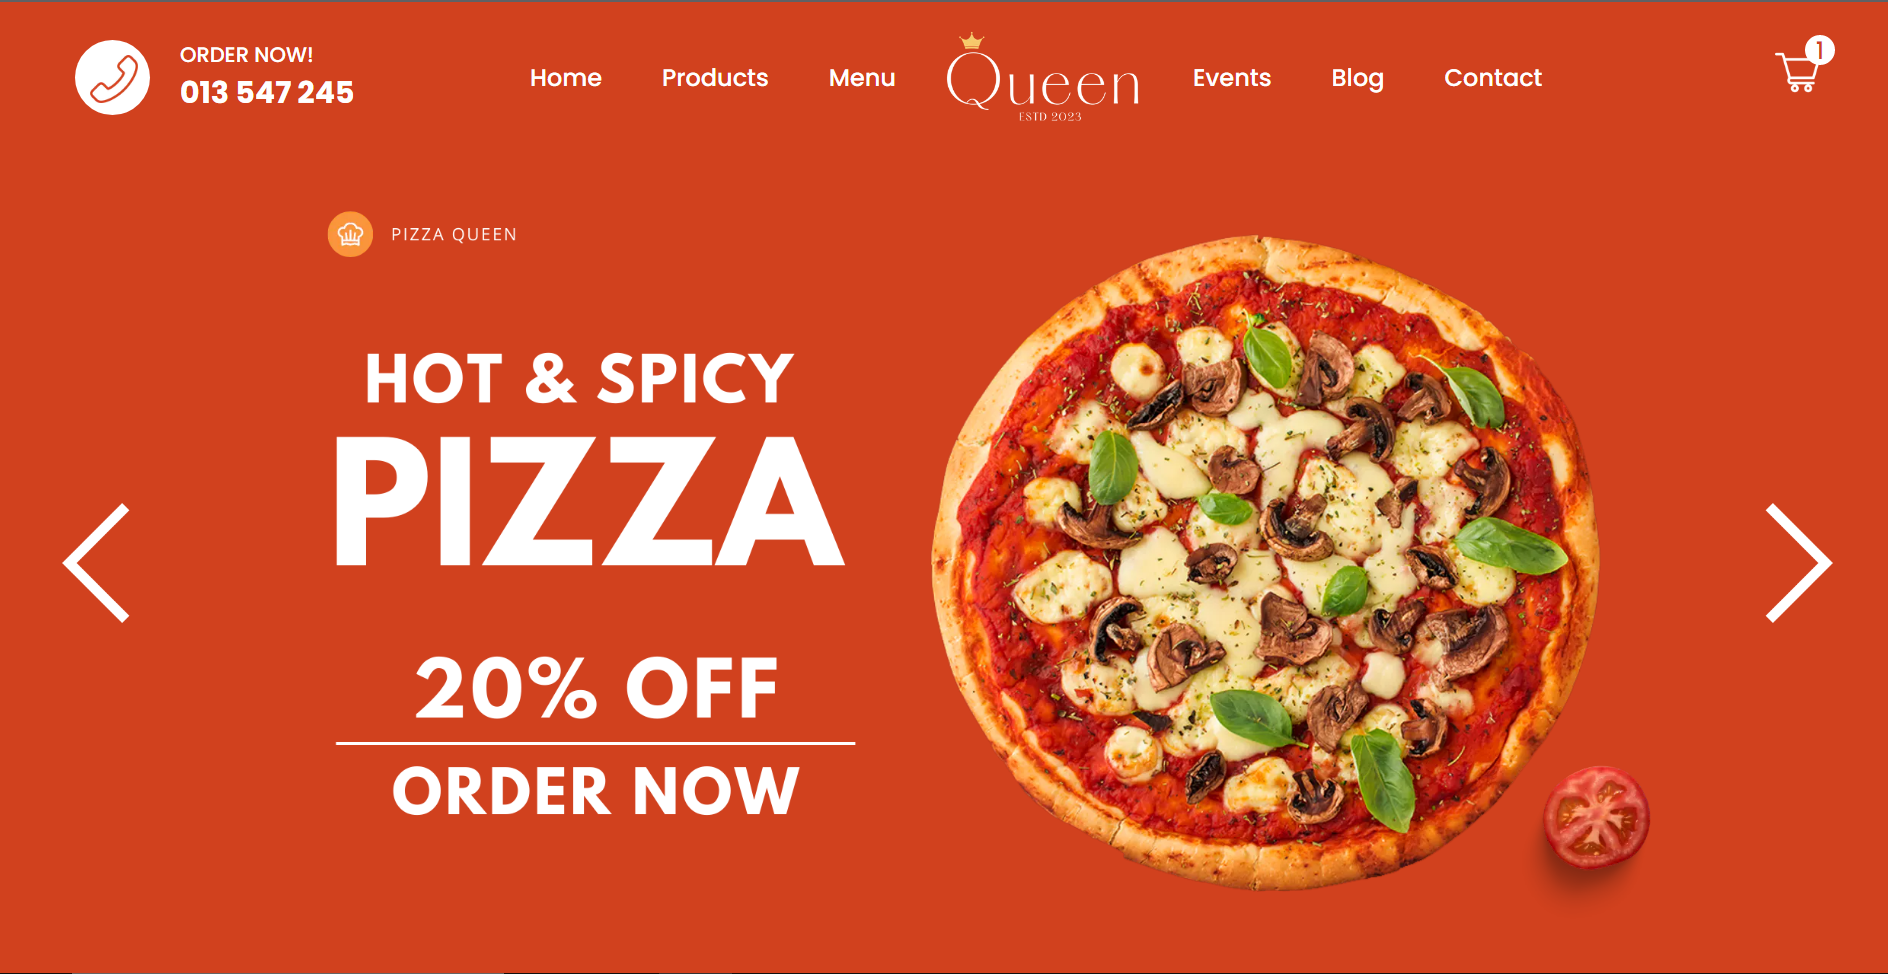 ORDER NOW!
013 547 245
Home Products Menu Queen Events Blog Contact
ESTD 2023
1
PIZZA QUEEN
HOT & SPICY
PIZZA
20% OFF
ORDER NOW